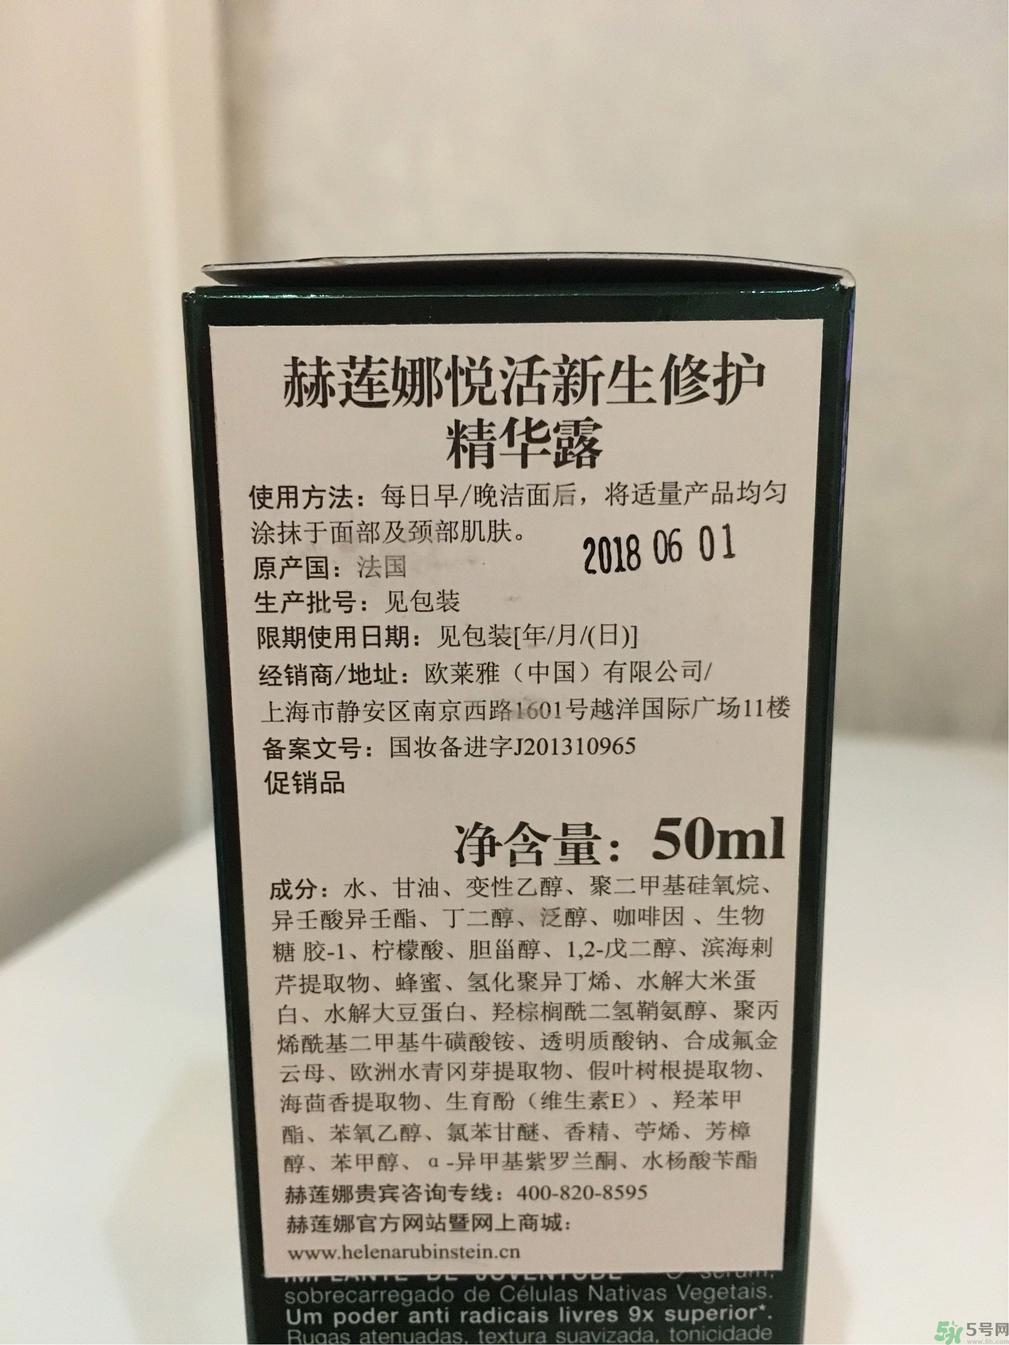 赫莲娜悦活新生修护
精华露
使用方法：每日早/晚洁面后，将适量产品均匀
涂抹于面部及颈部肌肤。
2018 06 01
原产国：法国
生产批号：见包装
限期使用日期：见包装[年/月/(日)]
经销商/地址：欧莱雅（中国）有限公司/
上海市静安区南京西路1601号越洋国际广场11楼
备案文号：国妆备进字J201310965
促销品
净含量：50ml
成分：水、甘油、变性乙醇、聚二甲基硅氧烷、
异壬酸异壬酯、丁二醇、泛醇、咖啡因 、生物
糖 胶-1、柠檬酸、胆甾醇、1,2-戊二醇、滨海刺
芹提取物、蜂蜜、氢化聚异丁烯、水解大米蛋
白、水解大豆蛋白、羟棕榈酰二氢鞘氨醇、聚丙
烯酰基二甲基牛磺酸铵、透明质酸钠、合成氟金
云母、欧洲水青冈芽提取物、假叶树根提取物、
海茴香提取物、生育酚（维生素E）、羟苯甲
酯、苯氧乙醇、氯苯甘醚、香精、苧烯、芳樟
醇、苯甲醇、α-异甲基紫罗兰酮、水杨酸苄酯
赫莲娜贵宾咨询专线：400-820-8595
赫莲娜官方网站暨网上商城：
www.helenarubinstein.cn
IMPLANTE DE JUVENTUDE O sérum,
sobrecarregado de Células Nativas Vegetais.
Um poder anti radicais livres 9x superior*.
Rugas atenuadas, textura suavizada, tonicidade
5号网
www.5h.com